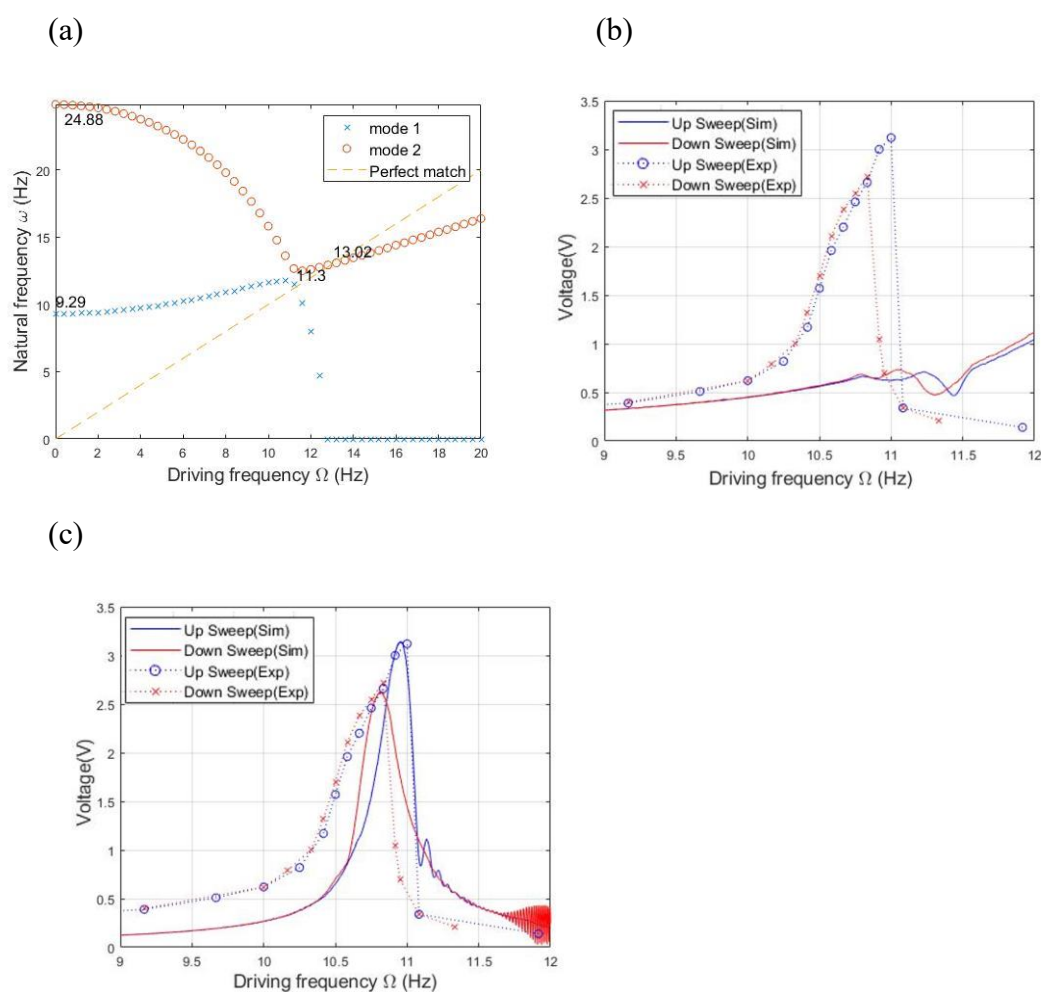 (a)
(b)
24.88
9.29
13.02
11.3
mode 1
mode 2
Perfect match
Natural frequency ω (Hz)
0
5
10
15
20
0 2 4 6 8 10 12 14 16 18 20
Driving frequency Ω (Hz)
Up Sweep(Sim)
Down Sweep(Sim)
Up Sweep(Exp)
Down Sweep(Exp)
Voltage(V)
3.5
3
2.5
2
1.5
1
0.5
0
9 9.5 10 10.5 11 11.5 12
Driving frequency Ω (Hz)
(c)
Up Sweep(Sim)
Down Sweep(Sim)
Up Sweep(Exp)
Down Sweep(Exp)
Voltage(V)
3.5
3
2.5
2
1.5
1
0.5
0
9 9.5 10 10.5 11 11.5 12
Driving frequency Ω (Hz)